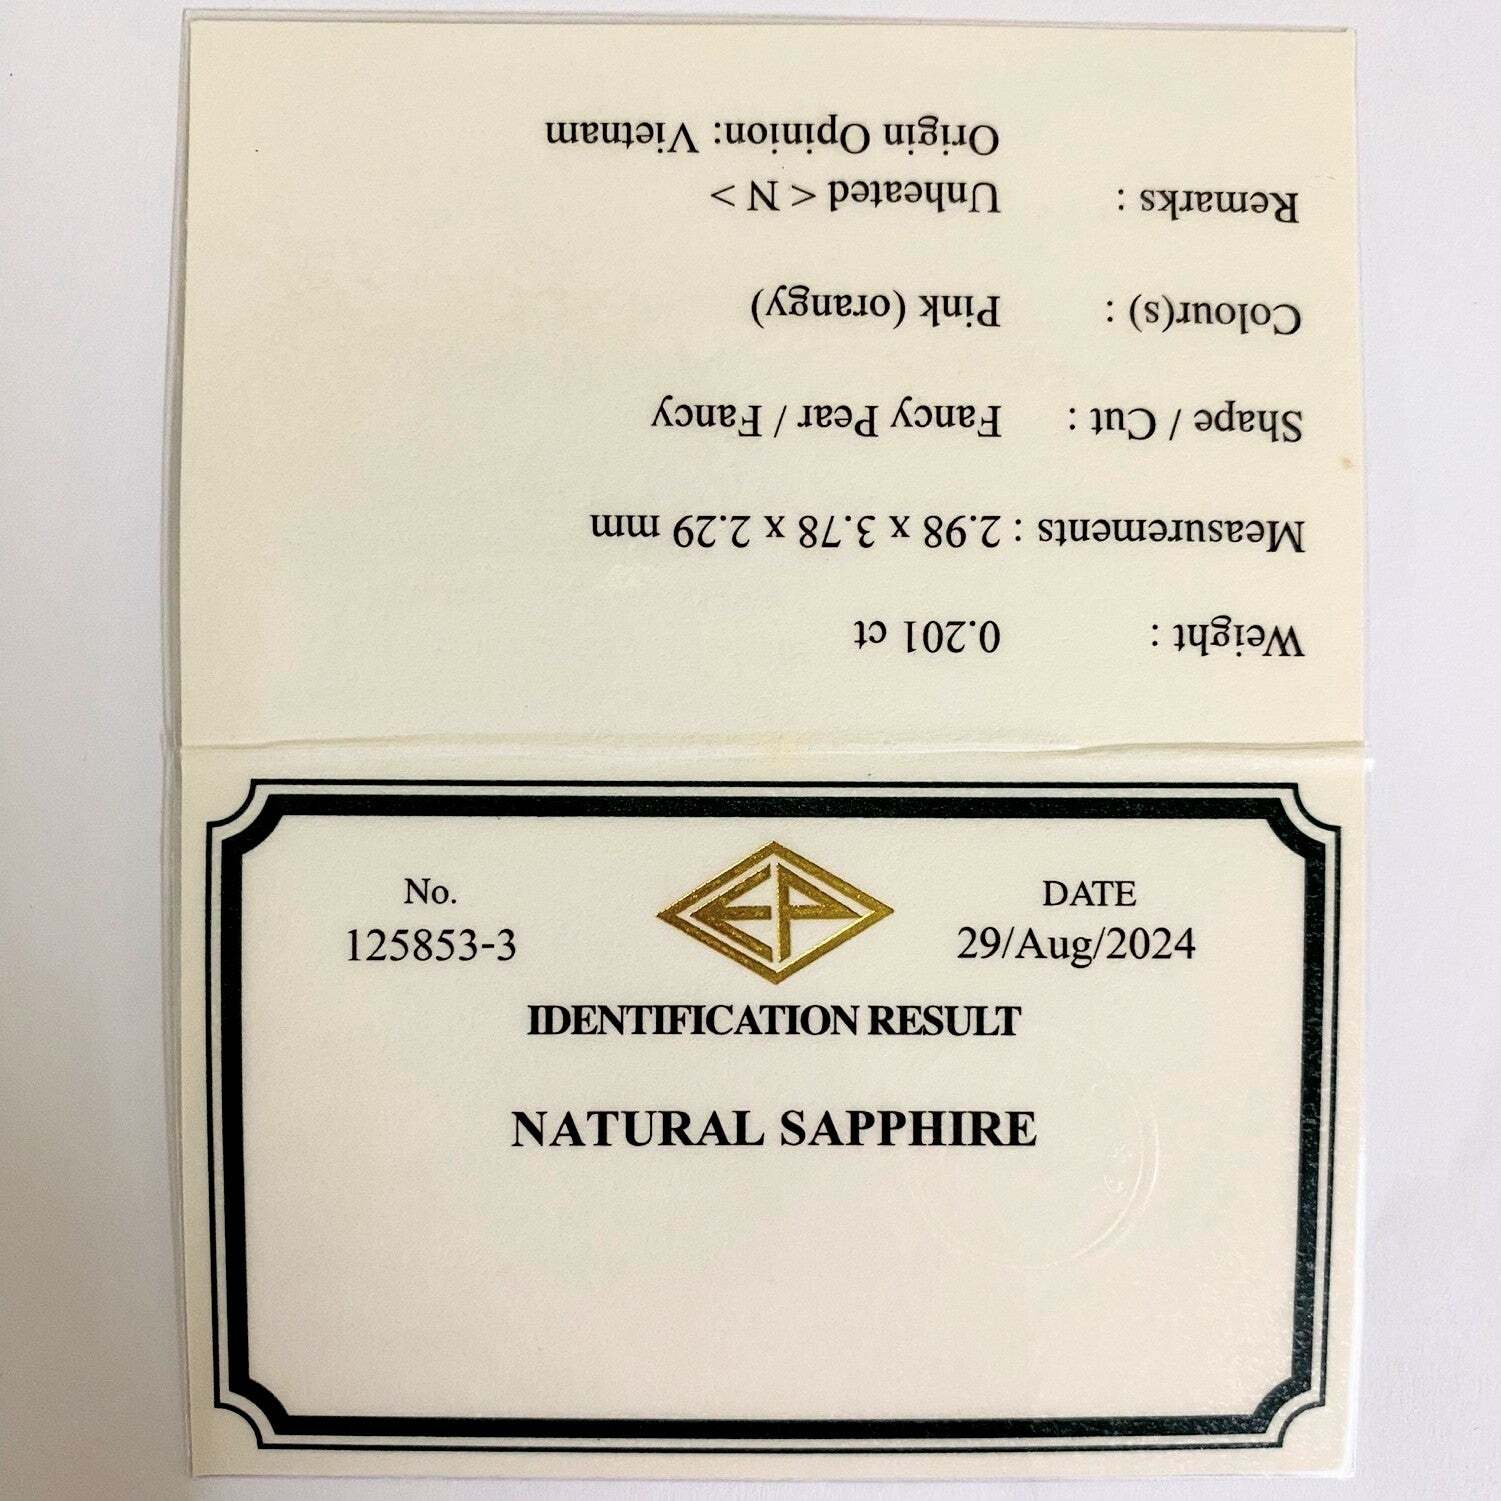 No.
125853-3
EP
DATE
29/Aug/2024
IDENTIFICATION RESULT
NATURAL SAPPHIRE
Weight : 0.201 ct
Measurements : 2.98 x 3.78 x 2.29 mm
Shape / Cut : Fancy Pear / Fancy
Colour(s) : Pink (orangy)
Remarks : Unheated < N >
Origin Opinion: Vietnam